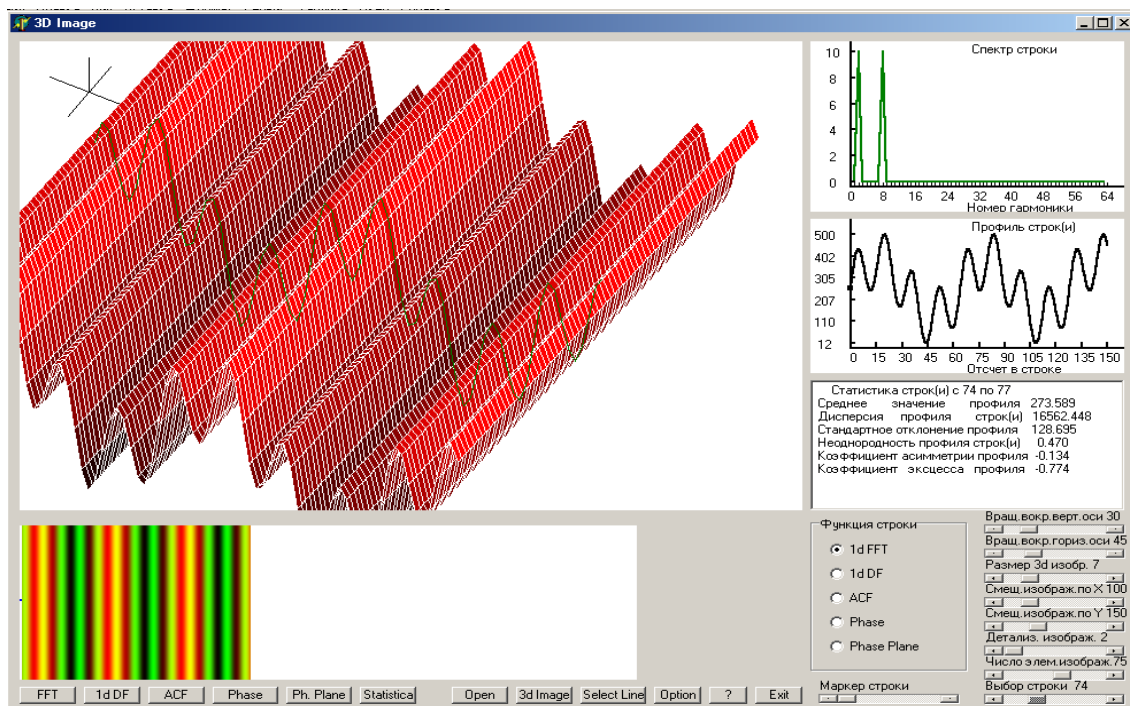 3D Image
Спектр строки
10
8
6
4
2
0
0 8 16 24 32 40 48 56 64
Номер гармоники
Профиль строк(и)
500
402
305
207
110
12
0 15 30 45 60 75 90 105 120 135 150
Отсчет в строке
Статистика строк(и) с 74 по 77
Среднее значение профиля 273.589
Дисперсия профиля строк(и) 16562.448
Стандартное отклонение профиля 128.695
Неоднородность профиля строк(и) 0.470
Коэффициент асимметрии профиля -0.134
Коэффициент эксцесса профиля -0.774
Функция строки
1d FFT
1d DF
ACF
Phase
Phase Plane
Маркер строки
Вращ.вокр.верт.оси 30
Вращ.вокр.гориз.оси 45
Размер 3d изобр. 7
Смещ.изображ.по X 100
Смещ.изображ.по Y 150
Детализ. изображ. 2
Число элем.изображ.75
Выбор строки 74
FFT 1d DF ACF Phase Ph. Plane Statistica Open 3d Image Select Line Option ? Exit